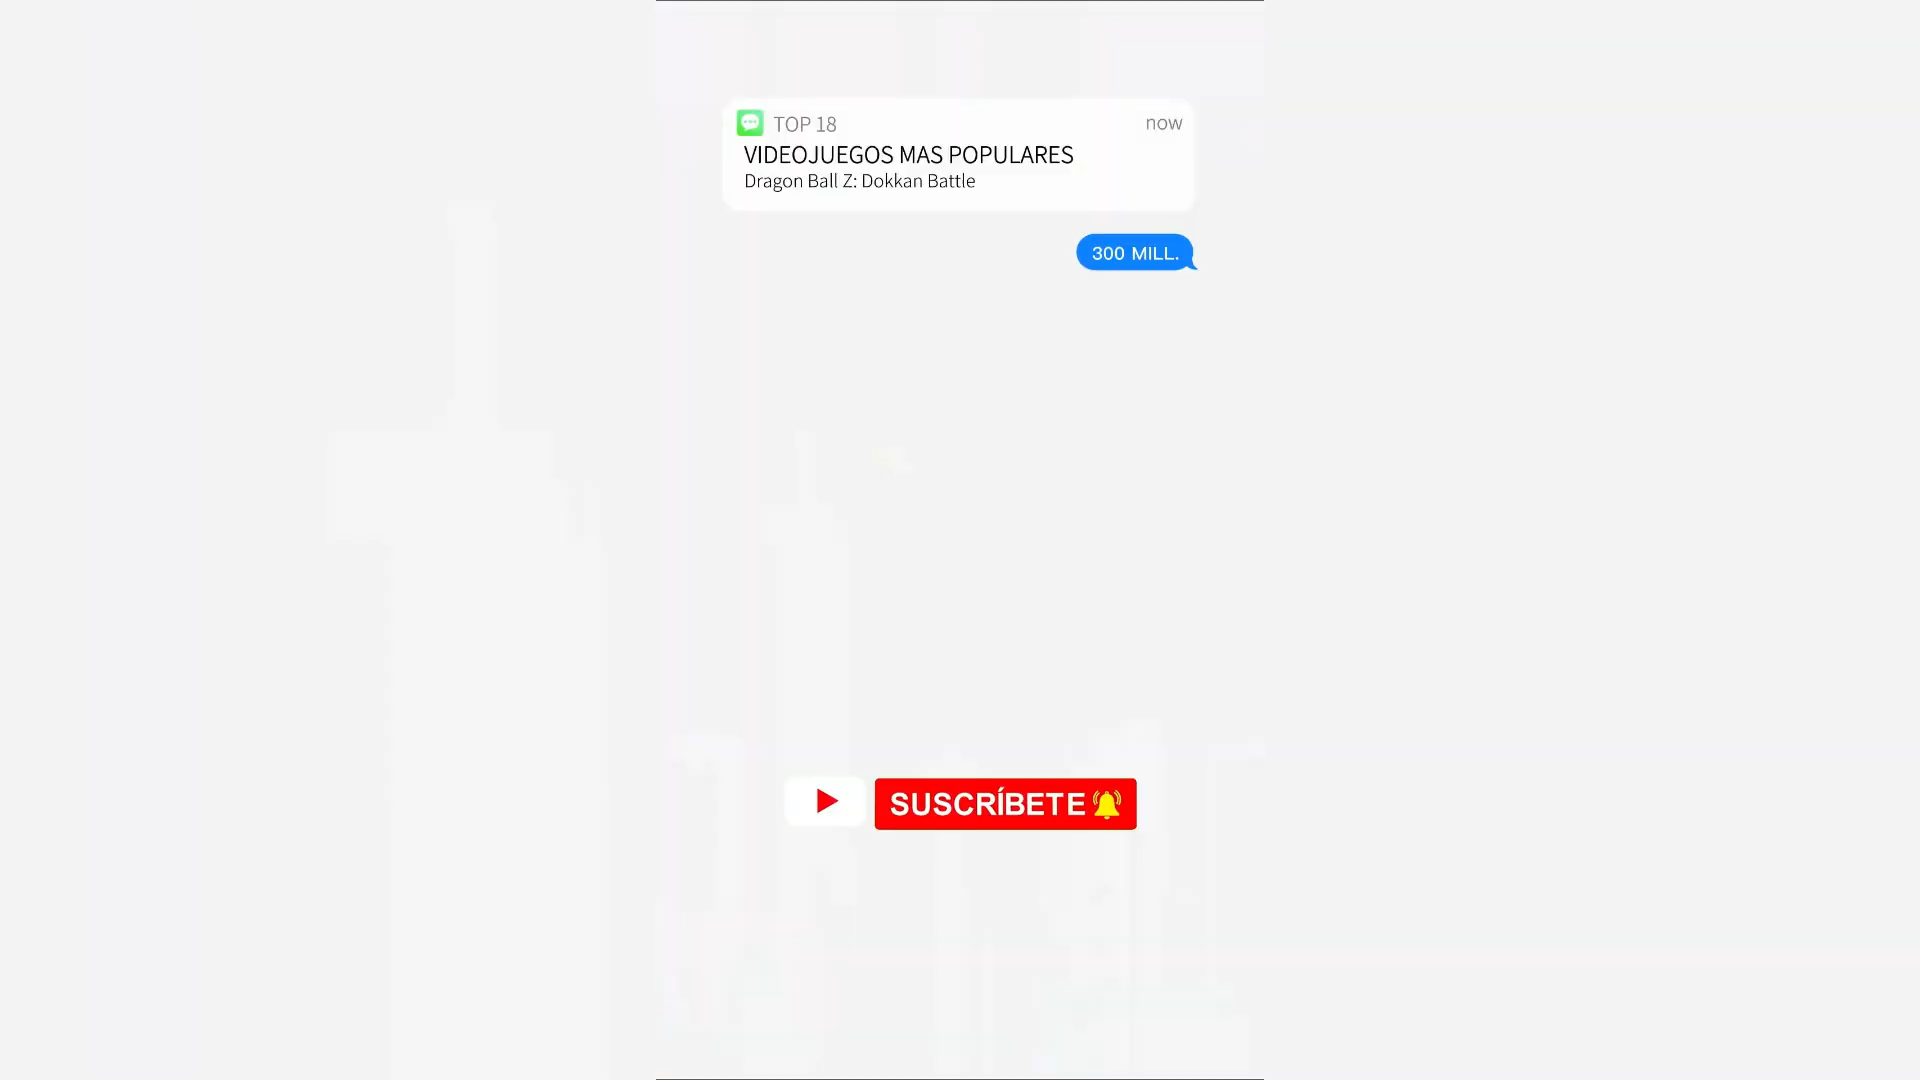 TOP 18
now
VIDEOJUEGOS MAS POPULARES
Dragon Ball Z: Dokkan Battle
300 MILL.
SUSCRÍBETE